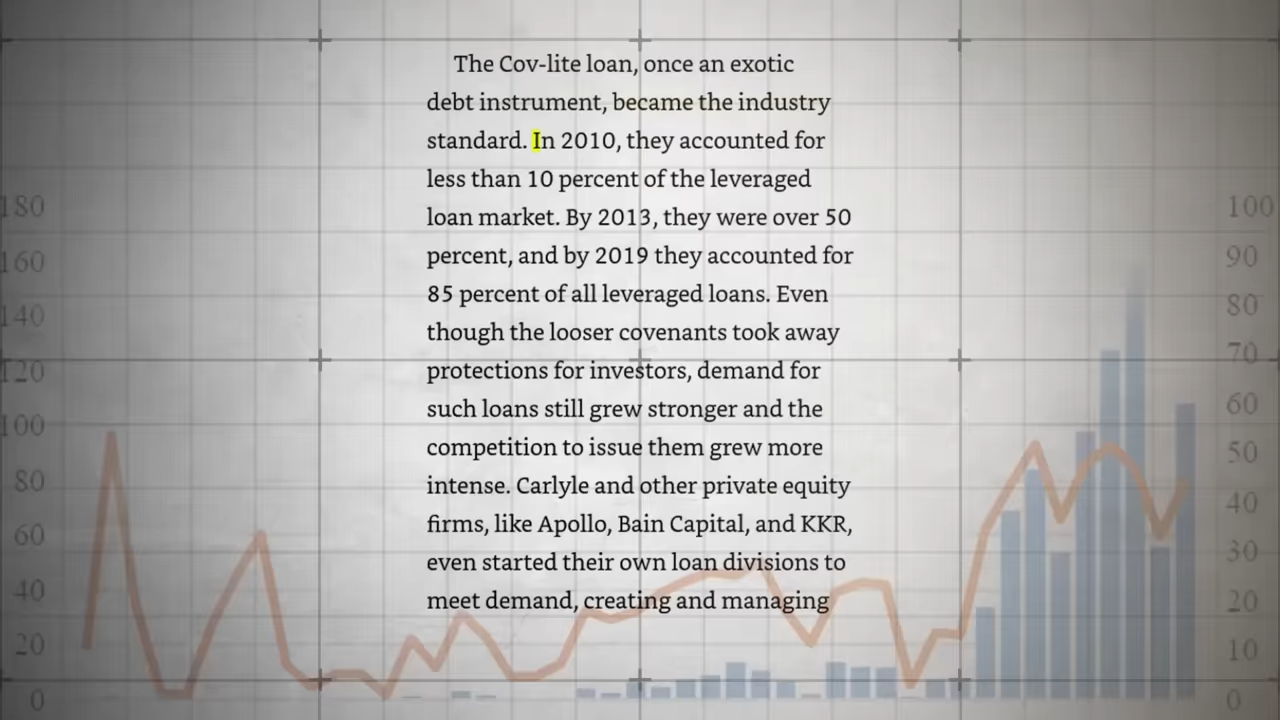 The Cov-lite loan, once an exotic
debt instrument, became the industry
standard. In 2010, they accounted for
less than 10 percent of the leveraged
loan market. By 2013, they were over 50
percent, and by 2019 they accounted for
85 percent of all leveraged loans. Even
though the looser covenants took away
protections for investors, demand for
such loans still grew stronger and the
competition to issue them grew more
intense. Carlyle and other private equity
firms, like Apollo, Bain Capital, and KKR,
even started their own loan divisions to
meet demand, creating and managing
180
160
140
120
100
80
60
40
20
0
100
90
80
70
60
50
40
30
20
10
0